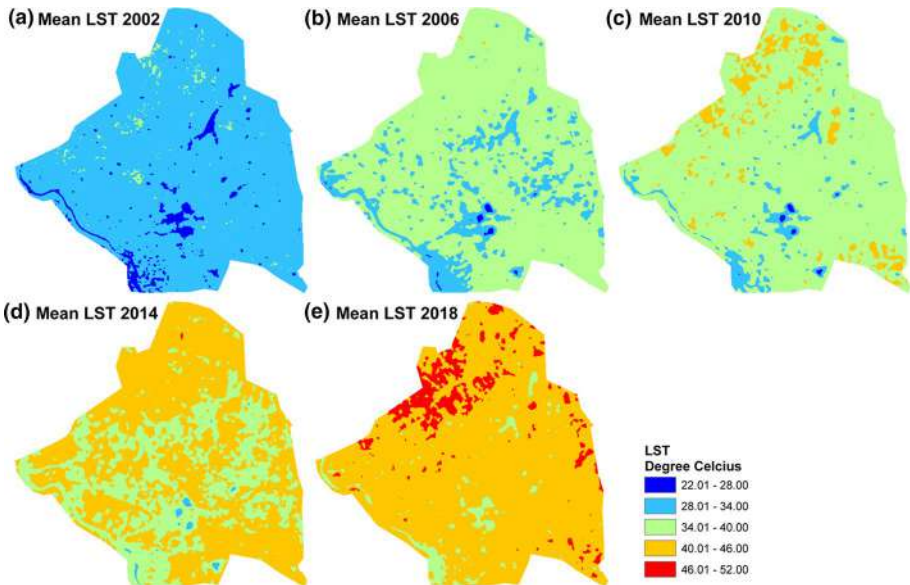 (a) Mean LST 2002
(b) Mean LST 2006
(c) Mean LST 2010
(d) Mean LST 2014
(e) Mean LST 2018
LST
Degree Celcius
22.01 - 28.00
28.01 - 34.00
34.01 - 40.00
40.01 - 46.00
46.01 - 52.00